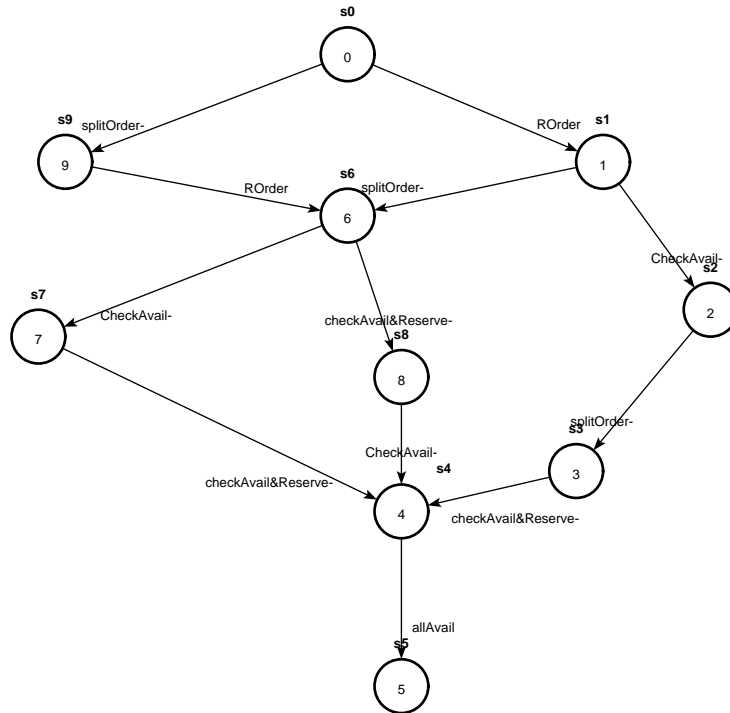 s0
0
splitOrder-
ROrder
s9
s1
9
1
s6
ROrder
splitOrder-
6
CheckAvail-
s2
2
s7
CheckAvail-
7
checkAvail&Reserve-
s8
8
splitOrder-
s3
CheckAvail-
s4
3
checkAvail&Reserve-
4
checkAvail&Reserve-
allAvail
s5
5